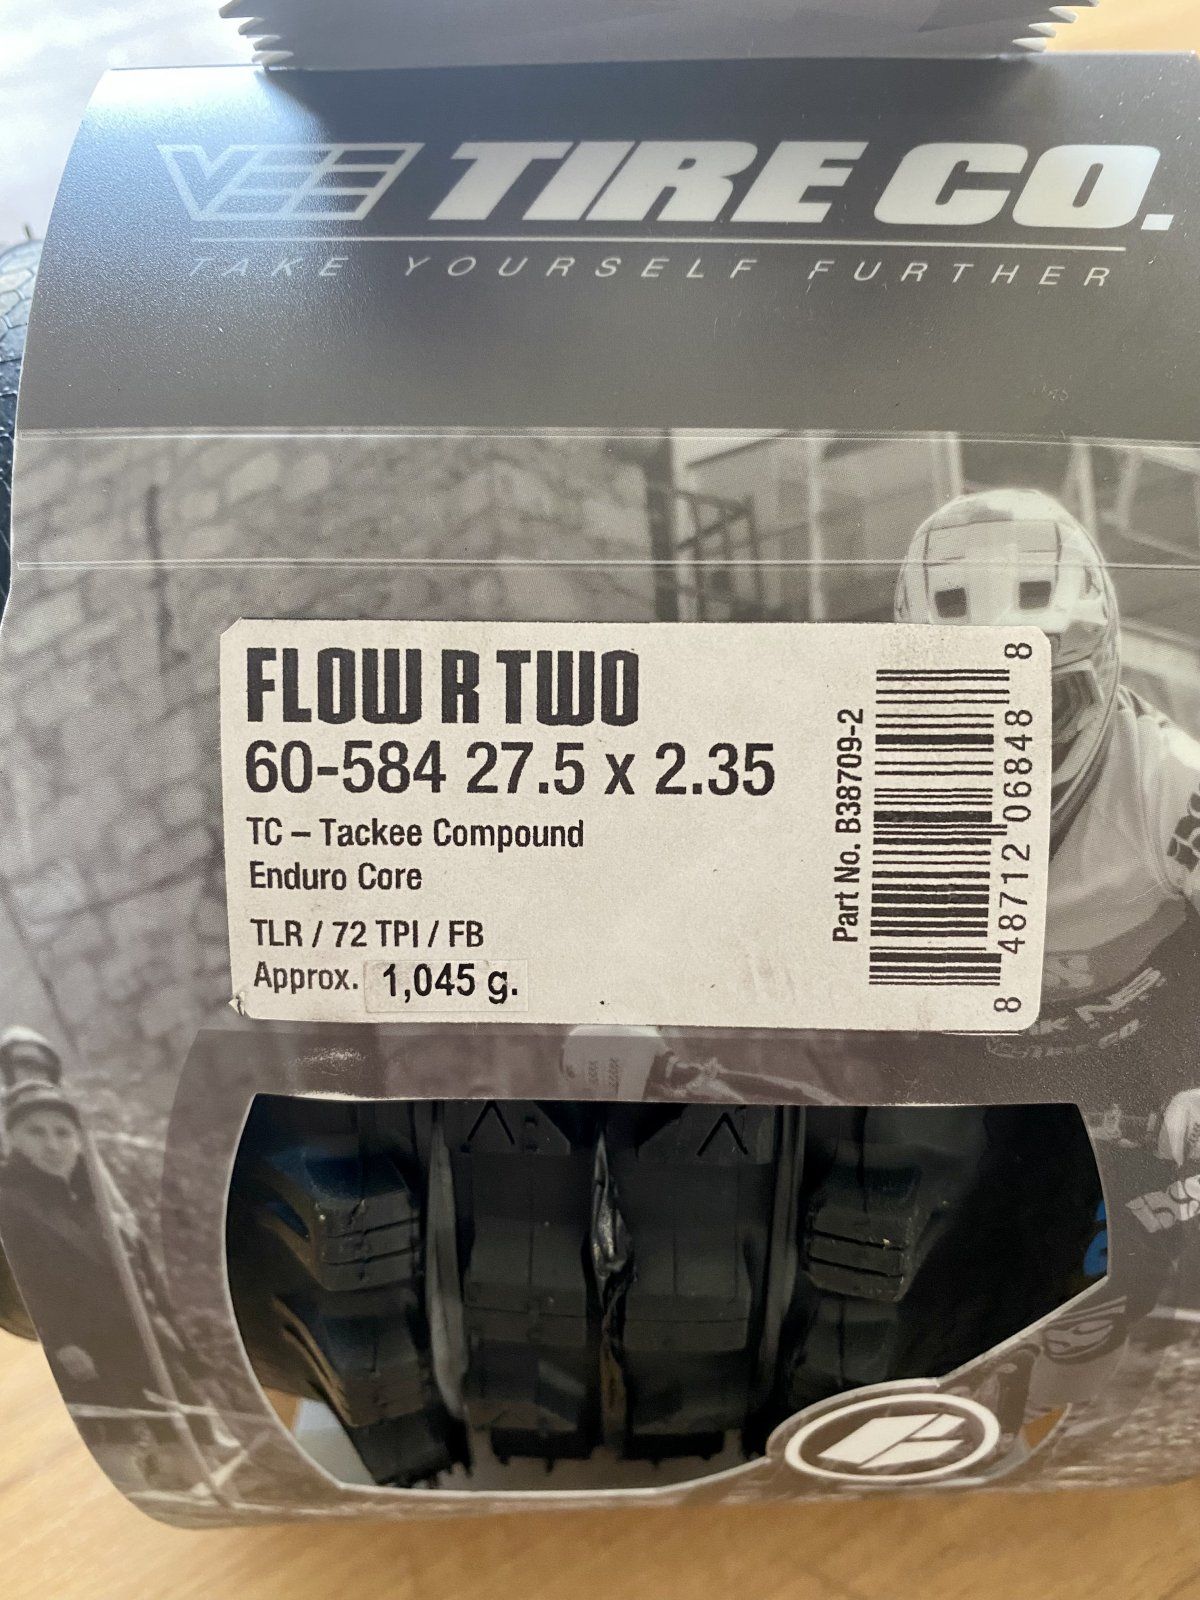 VEE TIRE CO.
TAKE YOURSELF FURTHER
FLOW R TWO
60-584 27.5 x 2.35
TC – Tackee Compound
Enduro Core
TLR / 72 TPI / FB
Approx. 1,045 g.
Part No. B38709-2
8 48712 06848 8